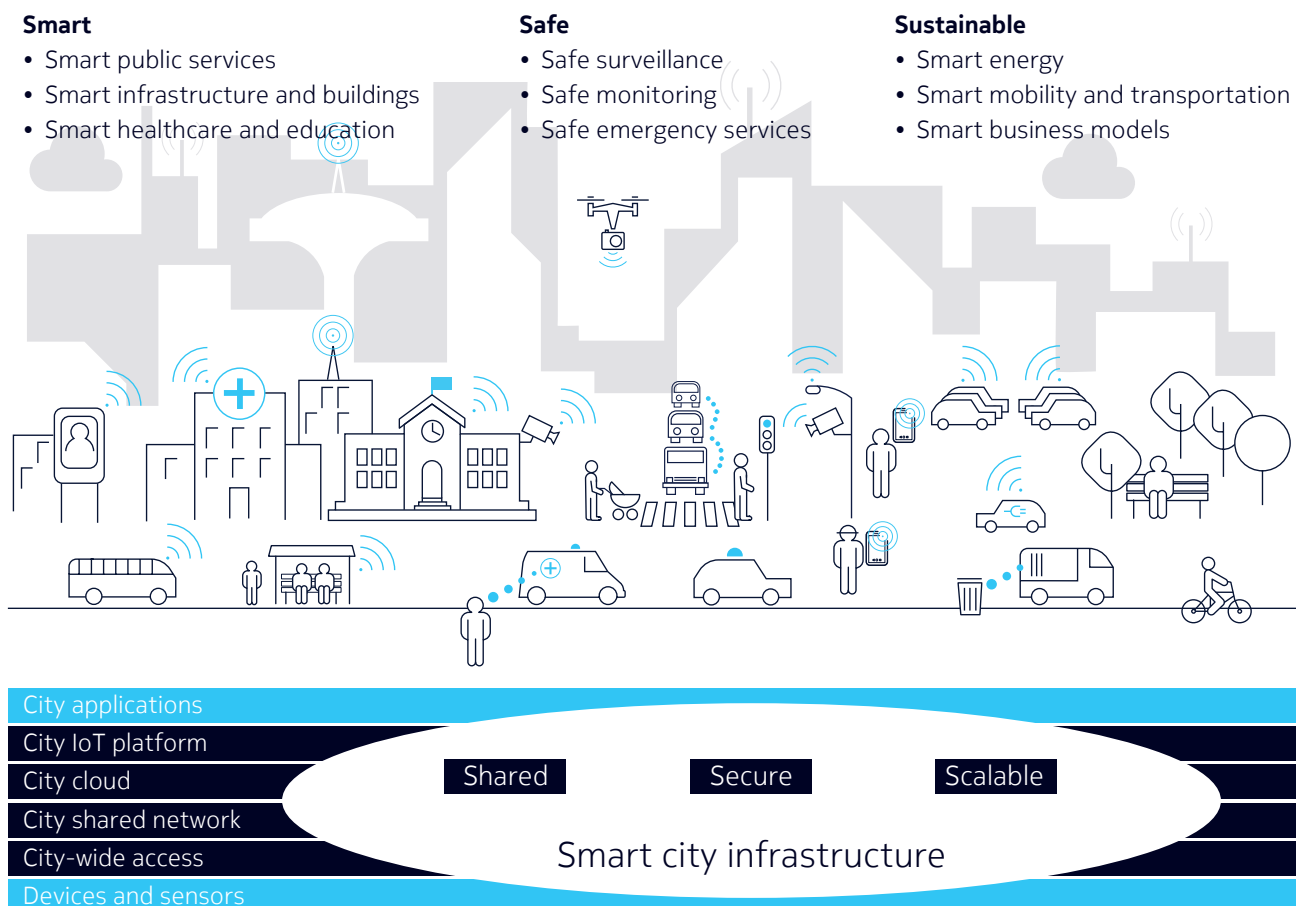 Smart
• Smart public services
• Smart infrastructure and buildings
• Smart healthcare and education
Safe
• Safe surveillance
• Safe monitoring
• Safe emergency services
Sustainable
• Smart energy
• Smart mobility and transportation
• Smart business models
City applications
City IoT platform
City cloud
City shared network
City-wide access
Devices and sensors
Shared
Secure
Scalable
Smart city infrastructure